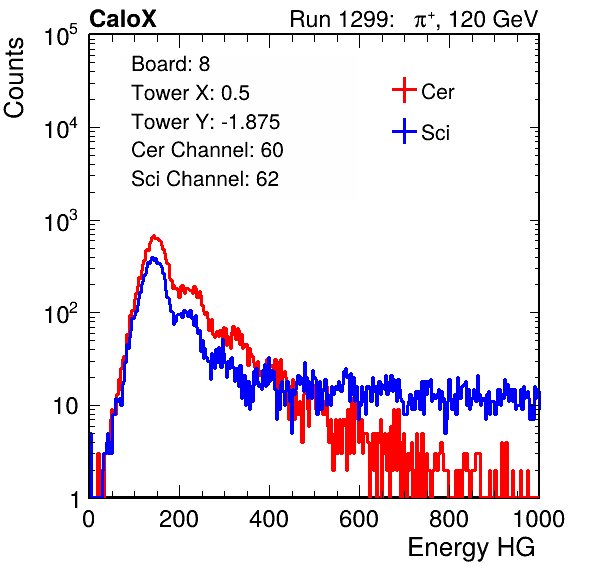 CaloX Run 1299: π⁺, 120 GeV
Counts
Board: 8
Tower X: 0.5
Tower Y: -1.875
Cer Channel: 60
Sci Channel: 62
Cer
Sci
10⁵
10⁴
10³
10²
10
1
0 200 400 600 800 1000
Energy HG